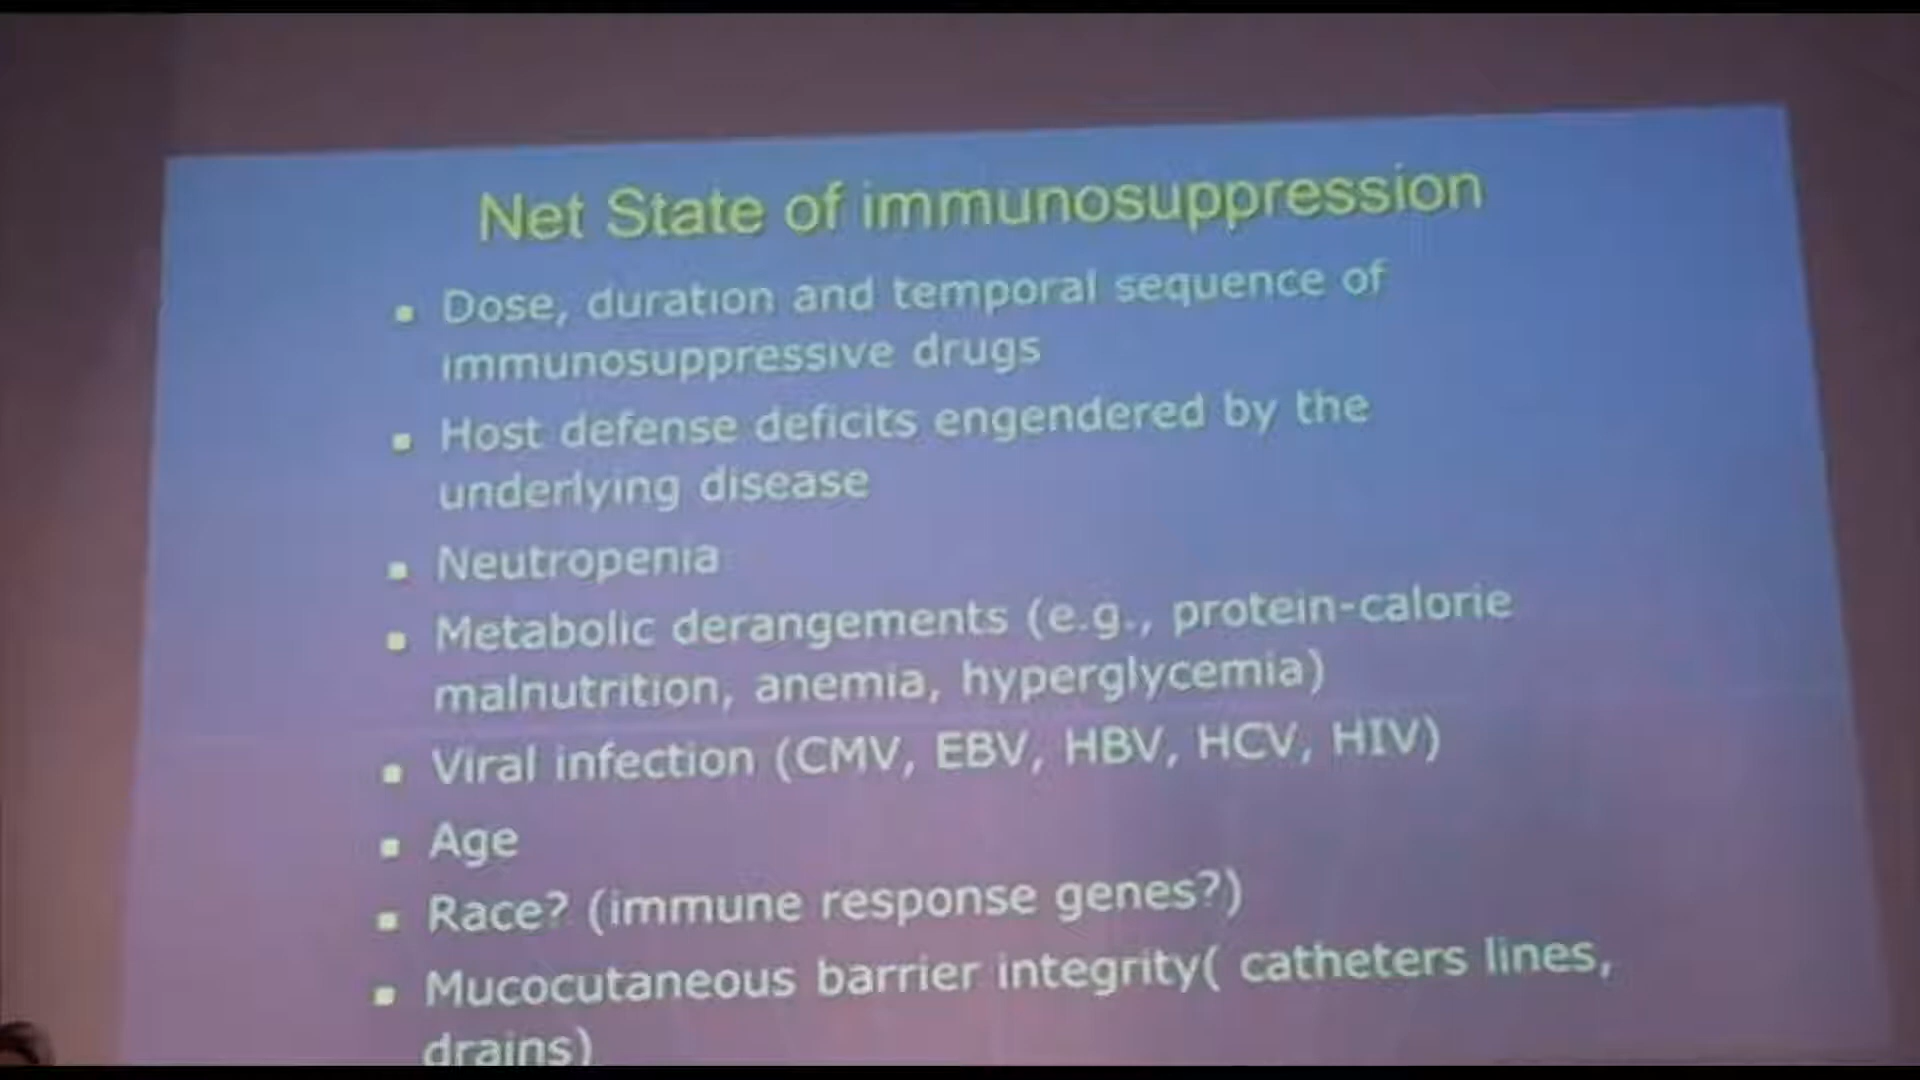 Net State of immunosuppression
▪ Dose, duration and temporal sequence of
immunosuppressive drugs
▪ Host defense deficits engendered by the
underlying disease
▪ Neutropenia
▪ Metabolic derangements (e.g., protein-calorie
malnutrition, anemia, hyperglycemia)
▪ Viral infection (CMV, EBV, HBV, HCV, HIV)
▪ Age
▪ Race? (immune response genes?)
▪ Mucocutaneous barrier integrity( catheters lines,
drains)